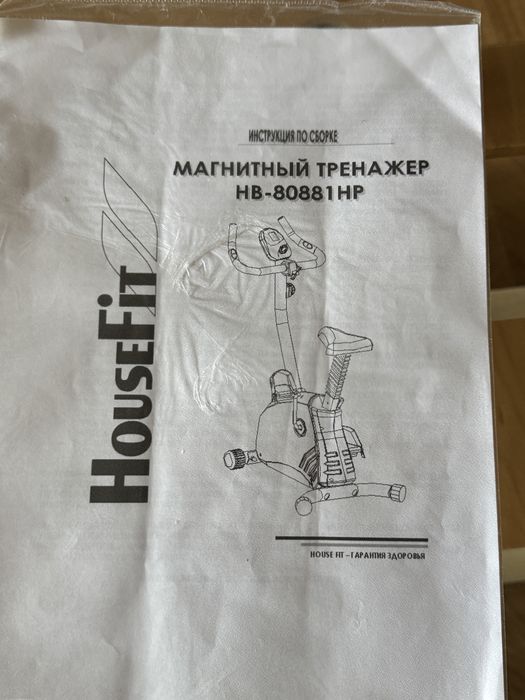 ИНСТРУКЦИЯ ПО СБОРКЕ
МАГНИТНЫЙ ТРЕНАЖЕР
HB-80881HP
HOUSEFIT
HOUSE FIT – ГАРАНТИЯ ЗДОРОВЬЯ